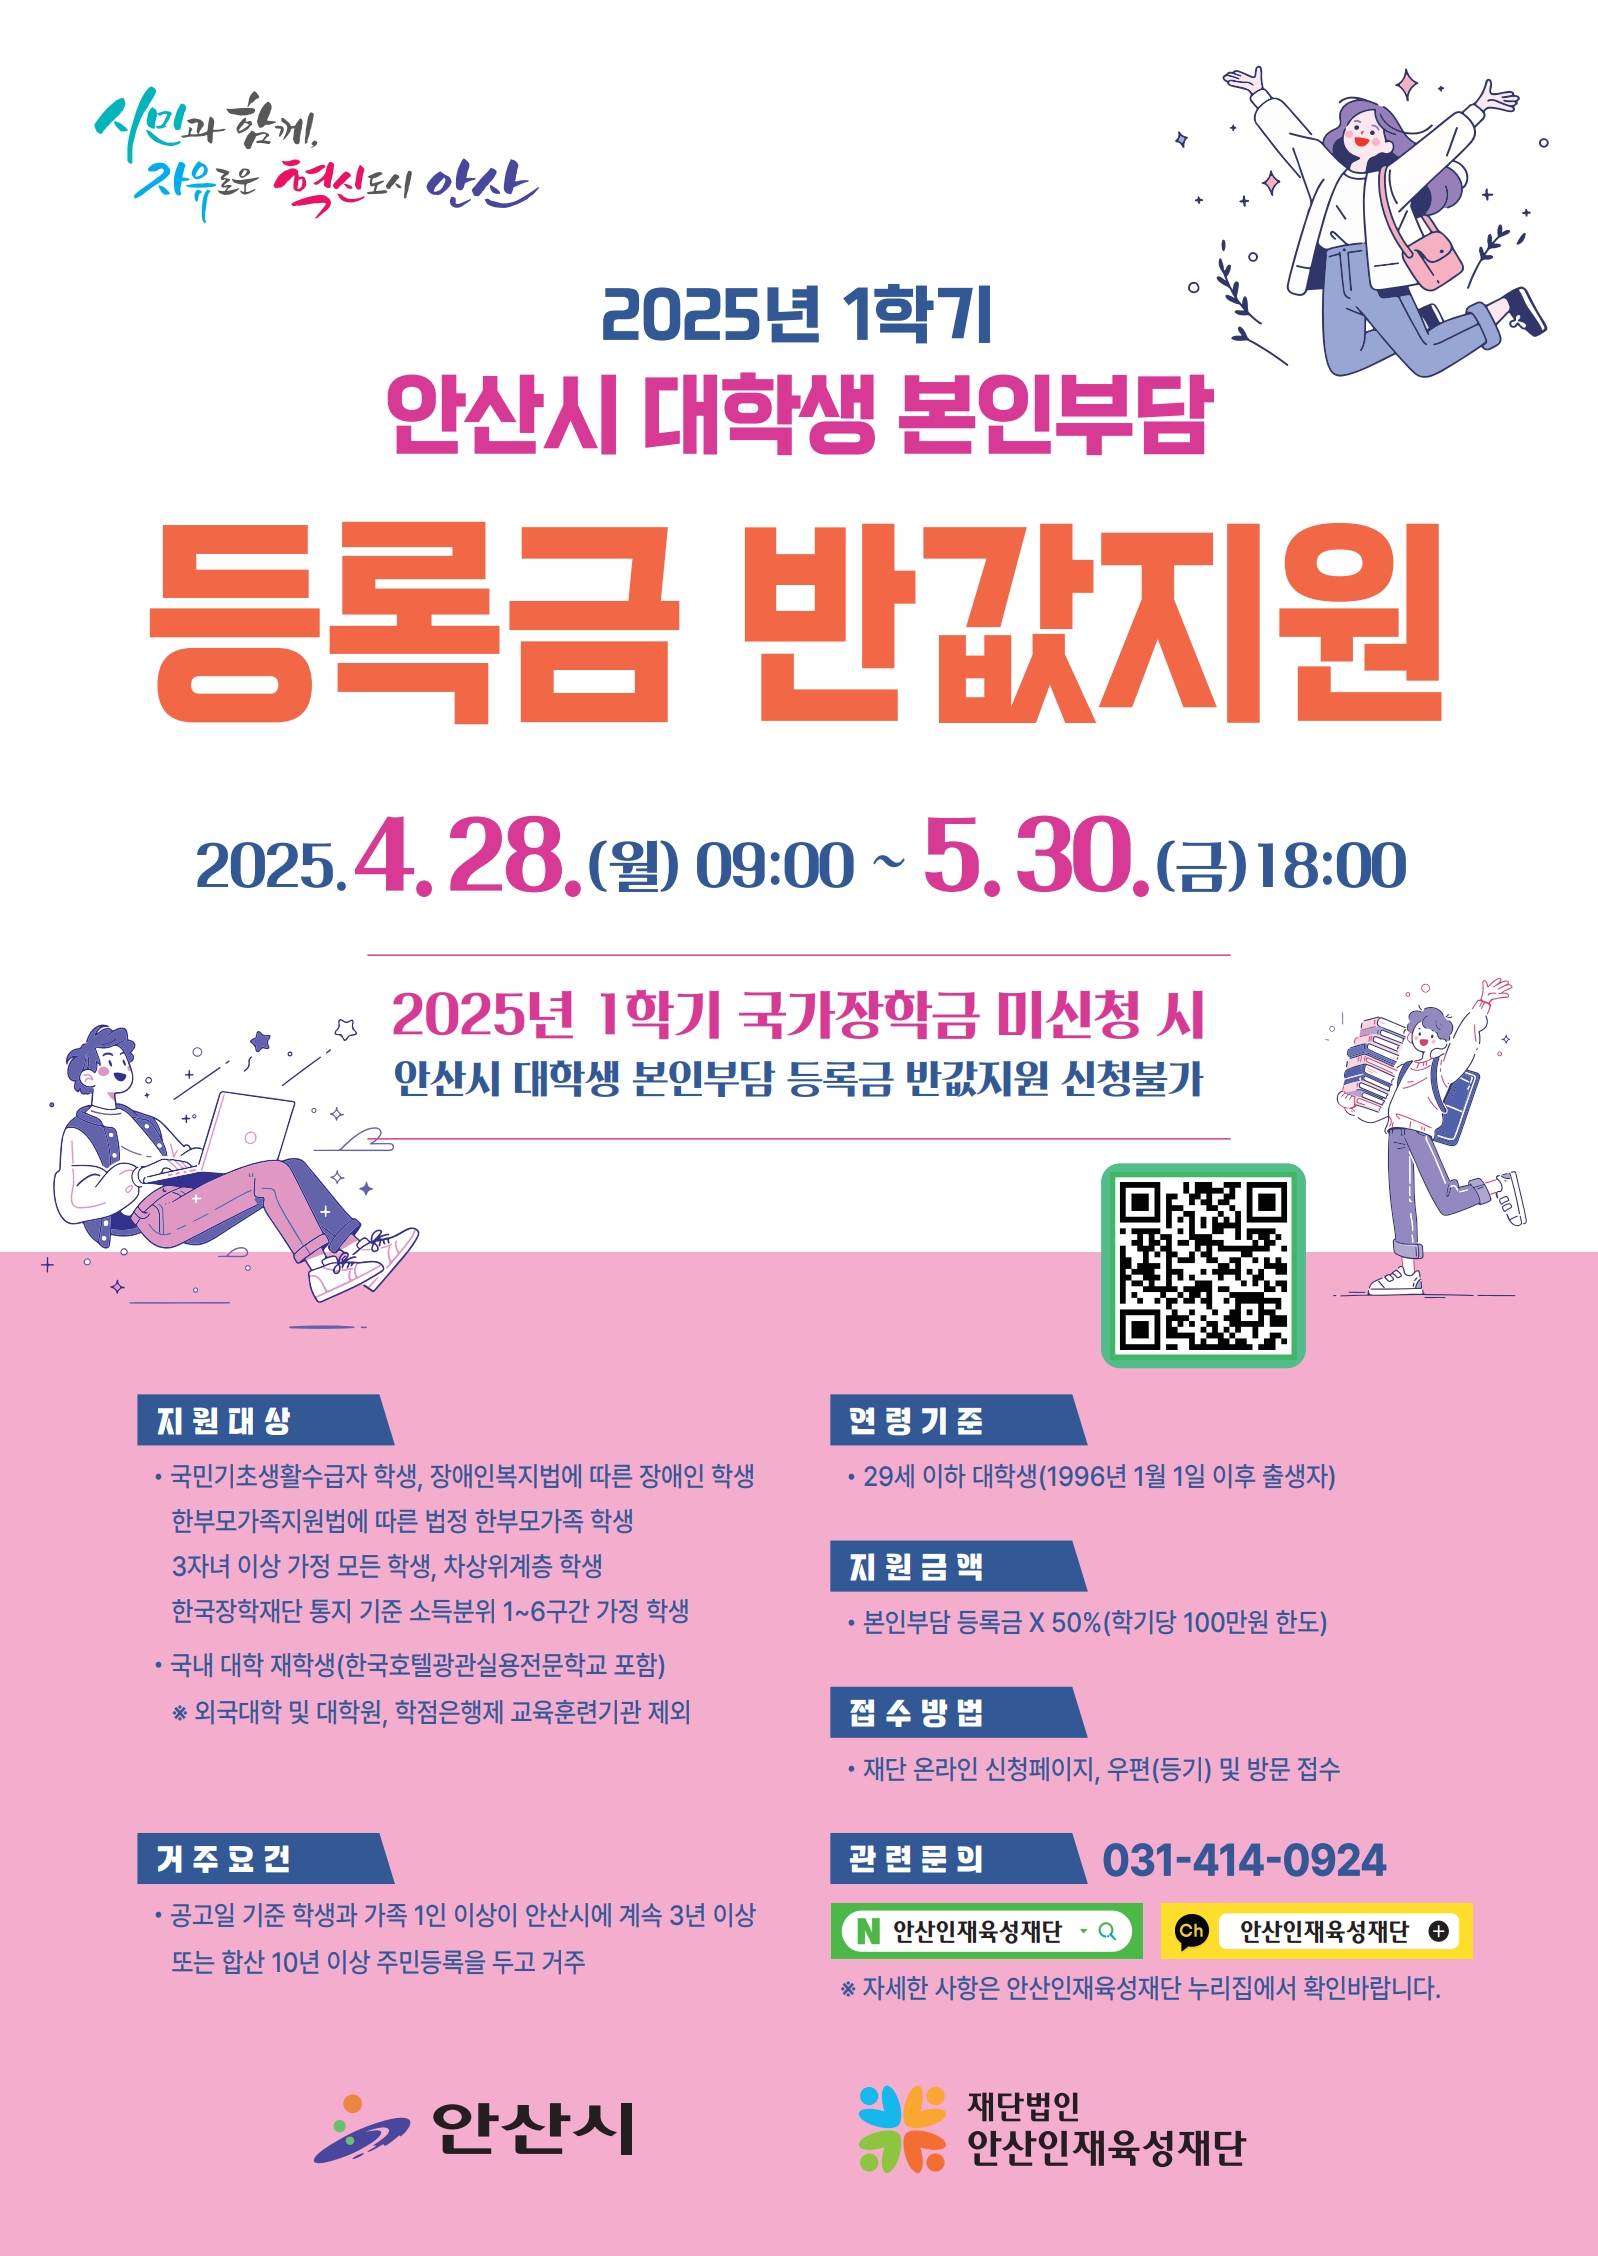 시민과 함께,
자유로운 혁신도시 안산
2025년 1학기
안산시 대학생 본인부담
등록금 반값지원
2025. 4. 28. (월) 09:00 ~ 5. 30. (금) 18:00
2025년 1학기 국가장학금 미신청 시
안산시 대학생 본인부담 등록금 반값지원 신청불가
지원대상
• 국민기초생활수급자 학생, 장애인복지법에 따른 장애인 학생
한부모가족지원법에 따른 법정 한부모가족 학생
3자녀 이상 가정 모든 학생, 차상위계층 학생
한국장학재단 통지 기준 소득분위 1~6구간 가정 학생
• 국내 대학 재학생(한국호텔광관실용전문학교 포함)
※ 외국대학 및 대학원, 학점은행제 교육훈련기관 제외
거주요건
• 공고일 기준 학생과 가족 1인 이상이 안산시에 계속 3년 이상
또는 합산 10년 이상 주민등록을 두고 거주
연령기준
• 29세 이하 대학생(1996년 1월 1일 이후 출생자)
지원금액
• 본인부담 등록금 X 50%(학기당 100만원 한도)
접수방법
• 재단 온라인 신청페이지, 우편(등기) 및 방문 접수
관련문의 031-414-0924
N 안산인재육성재단
Ch 안산인재육성재단
※ 자세한 사항은 안산인재육성재단 누리집에서 확인바랍니다.
안산시
재단법인
안산인재육성재단